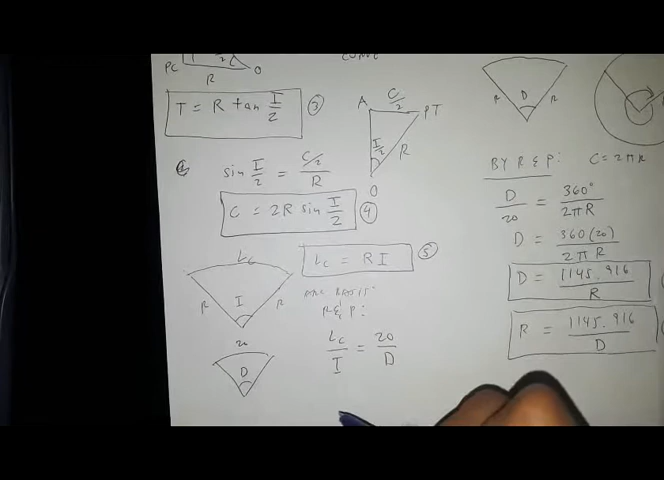 PC
R
O
T = R tan I/2
3
A
C/2
PT
I/2
R
O
sin I/2 = C/2 / R
C = 2R sin I/2
4
Lc
R
I
R
Lc = RI
5
ARC BASIS:
R & P:
Lc/I = 20/D
20
D
R
D
R
BY R & P: C = 2πR
D/20 = 360°/2πR
D = 360(20)/2πR
D = 1145.916/R
R = 1145.916/D